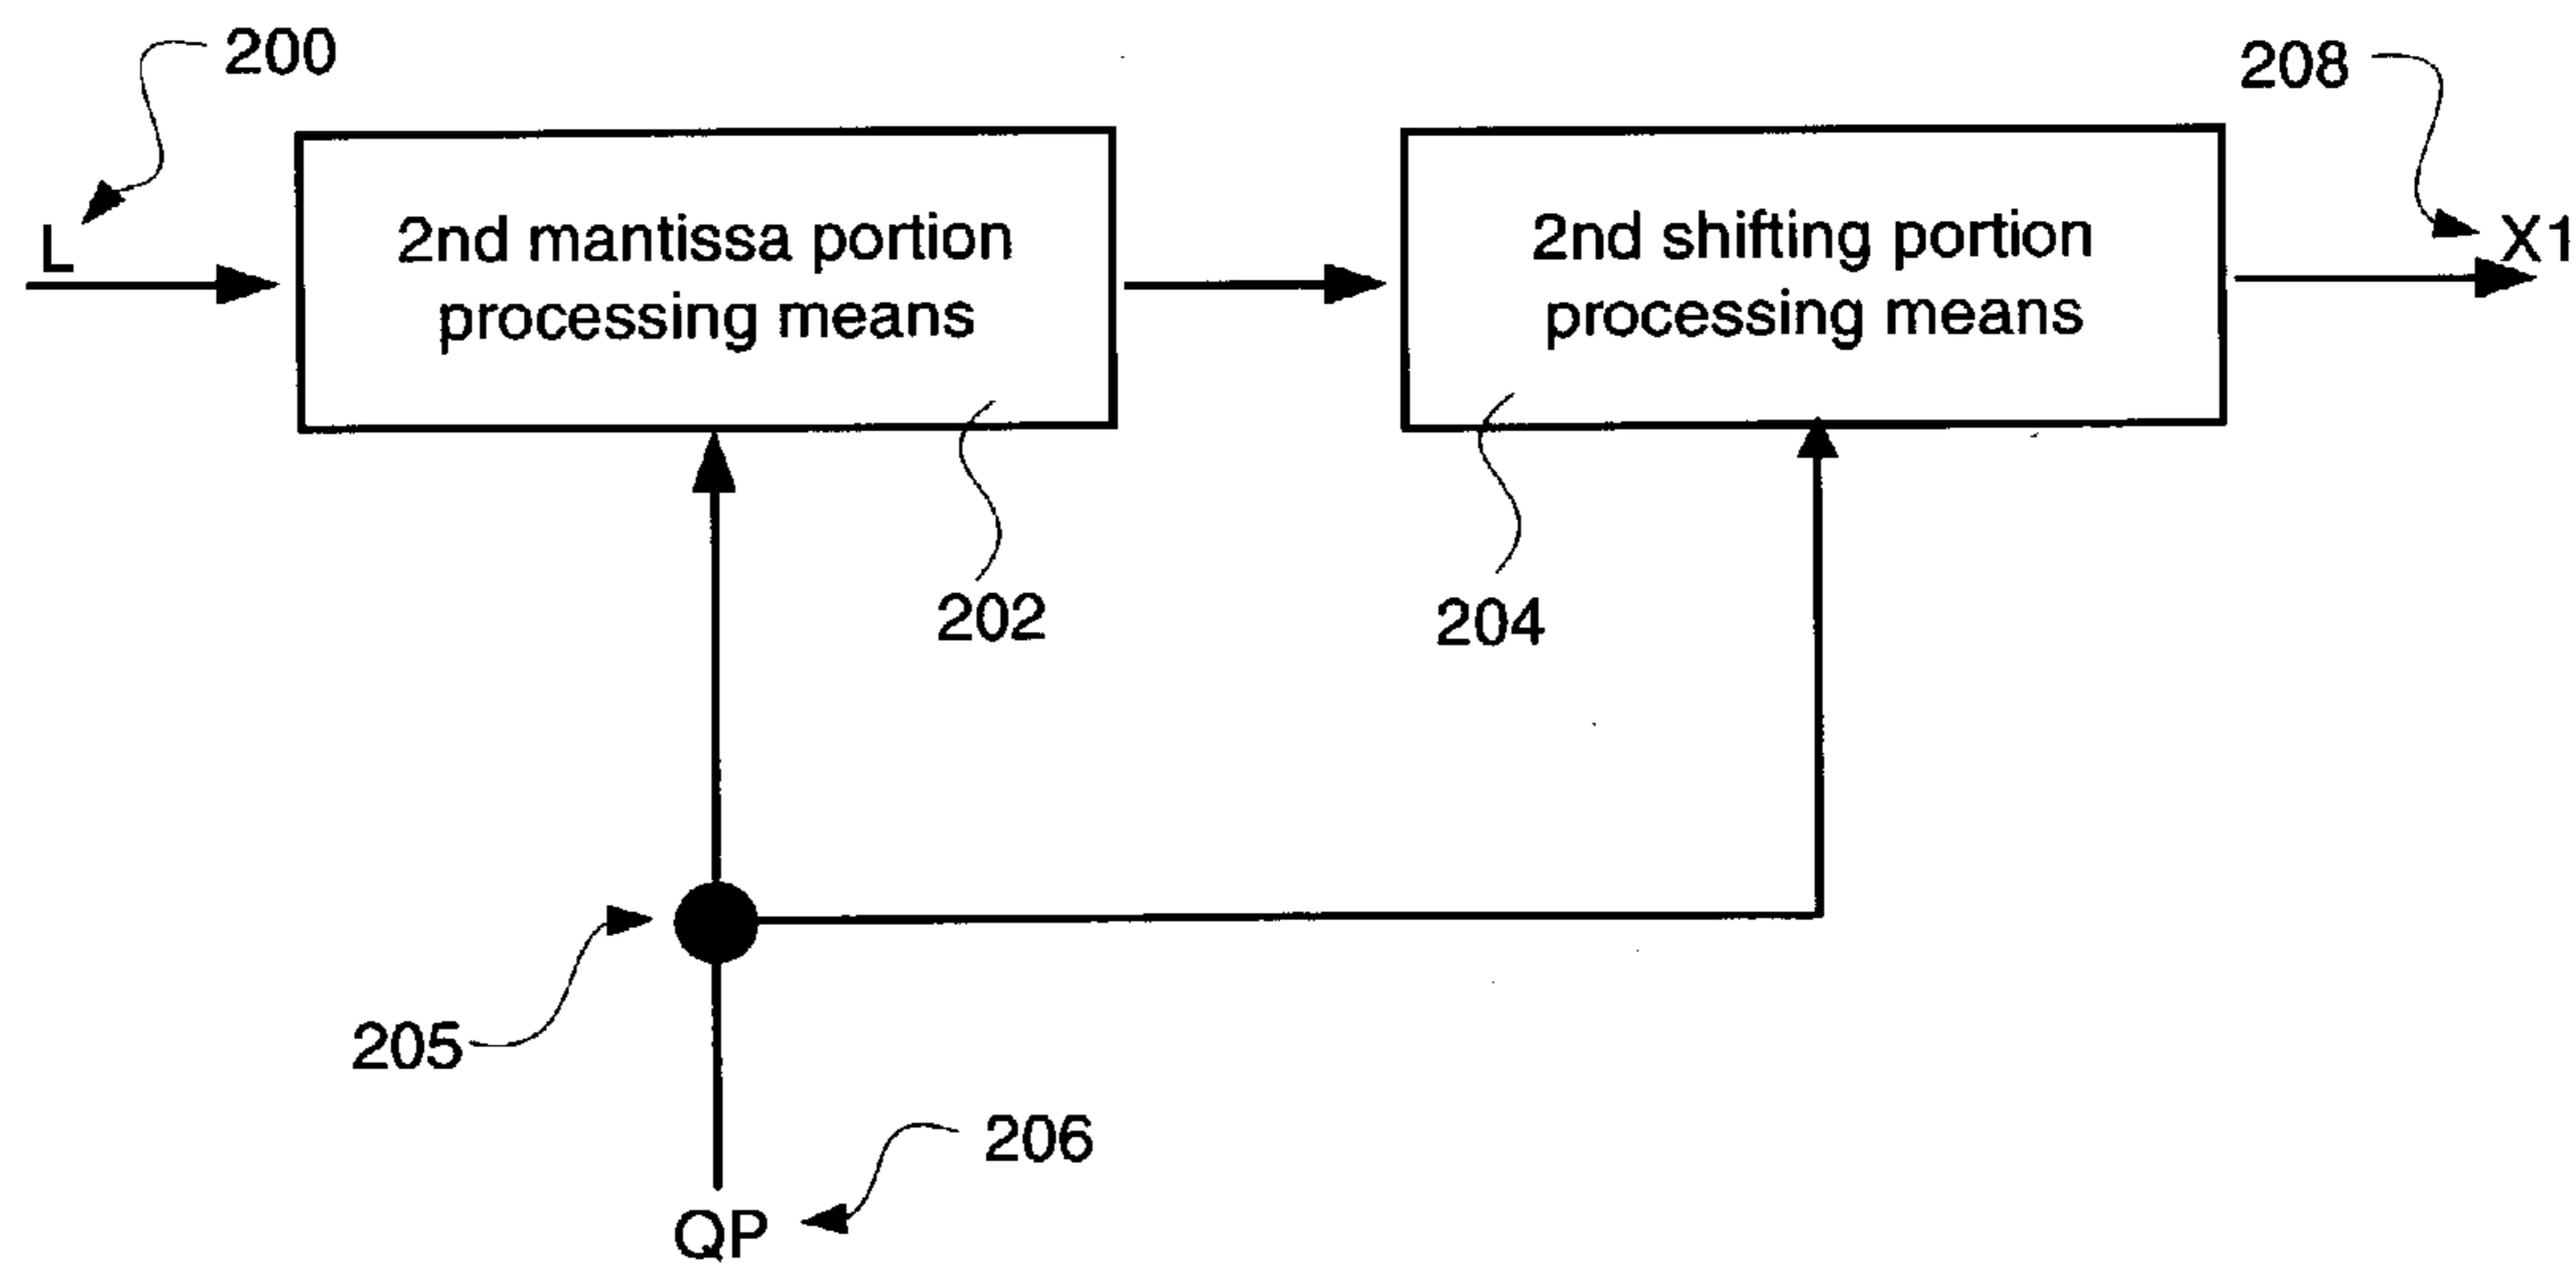 200
208
L
2nd mantissa portion
processing means
2nd shifting portion
processing means
X1
202
204
205
206
QP